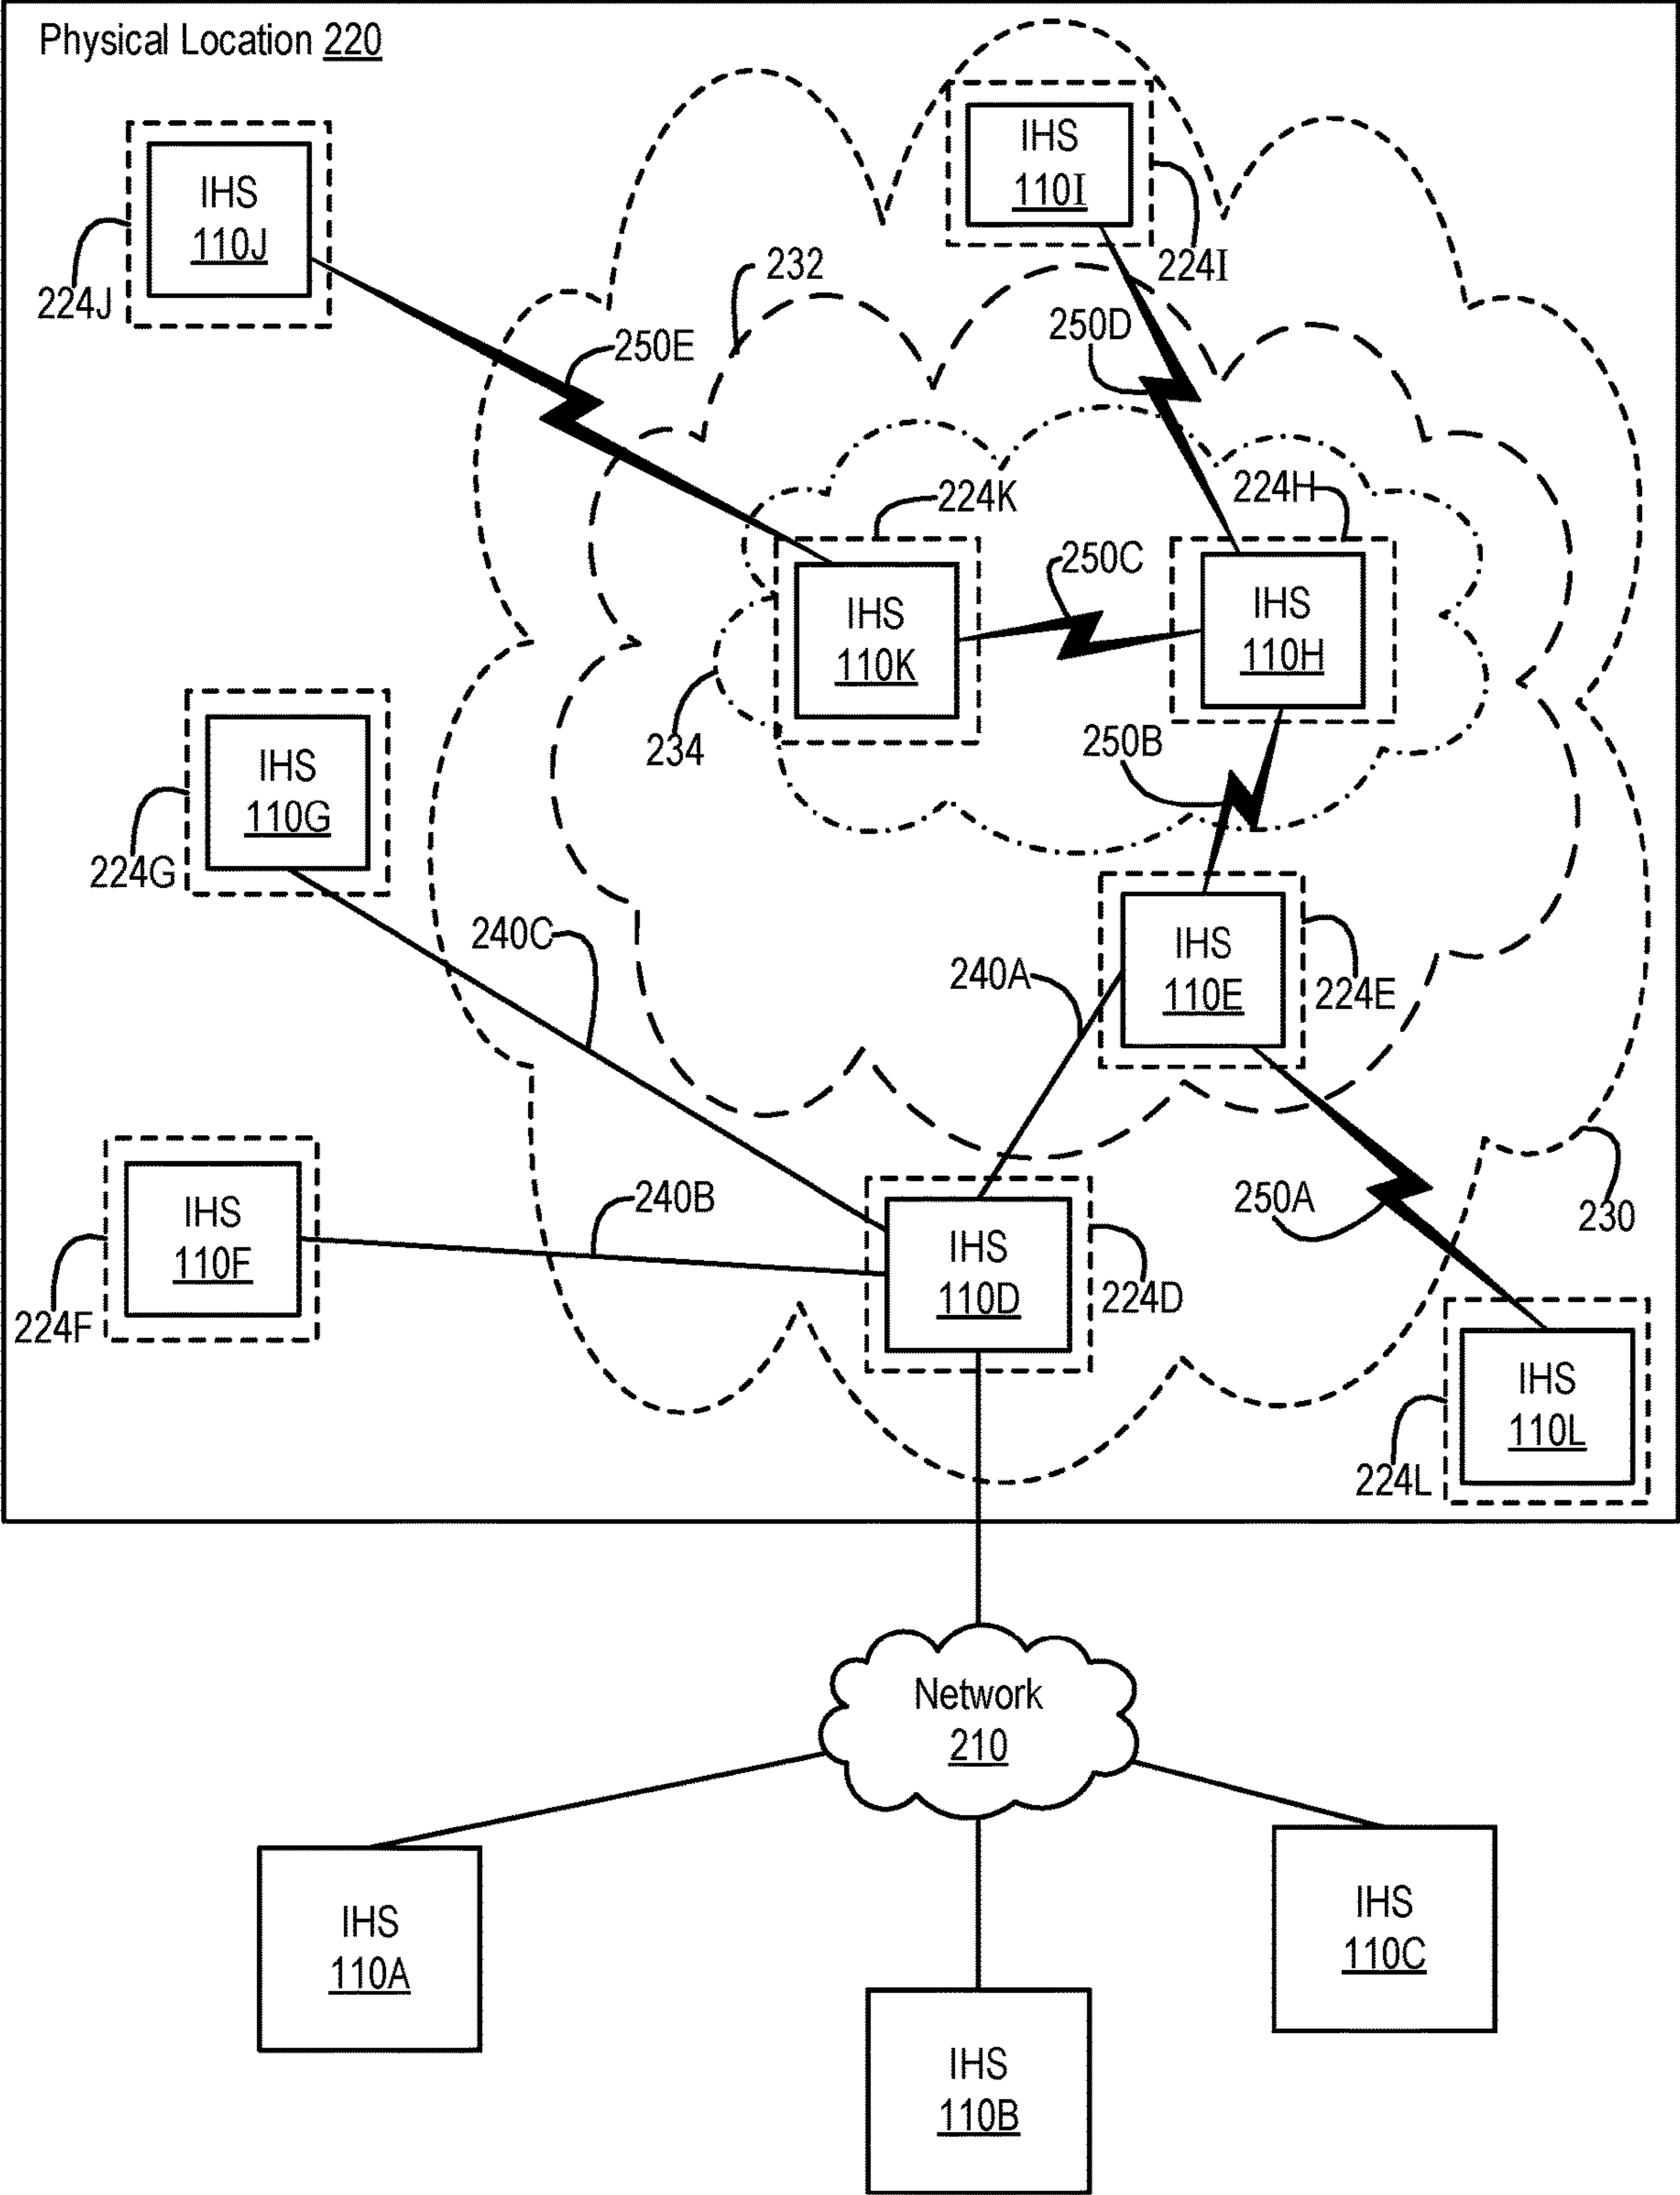 Physical Location 220
IHS
110I
224I
IHS
110J
224J
232
250E
250D
224K
224H
250C
IHS
110K
IHS
110H
234
250B
IHS
110G
224G
240C
240A
IHS
110E
224E
IHS
110F
224F
240B
IHS
110D
224D
250A
230
IHS
110L
224L
Network
210
IHS
110A
IHS
110B
IHS
110C